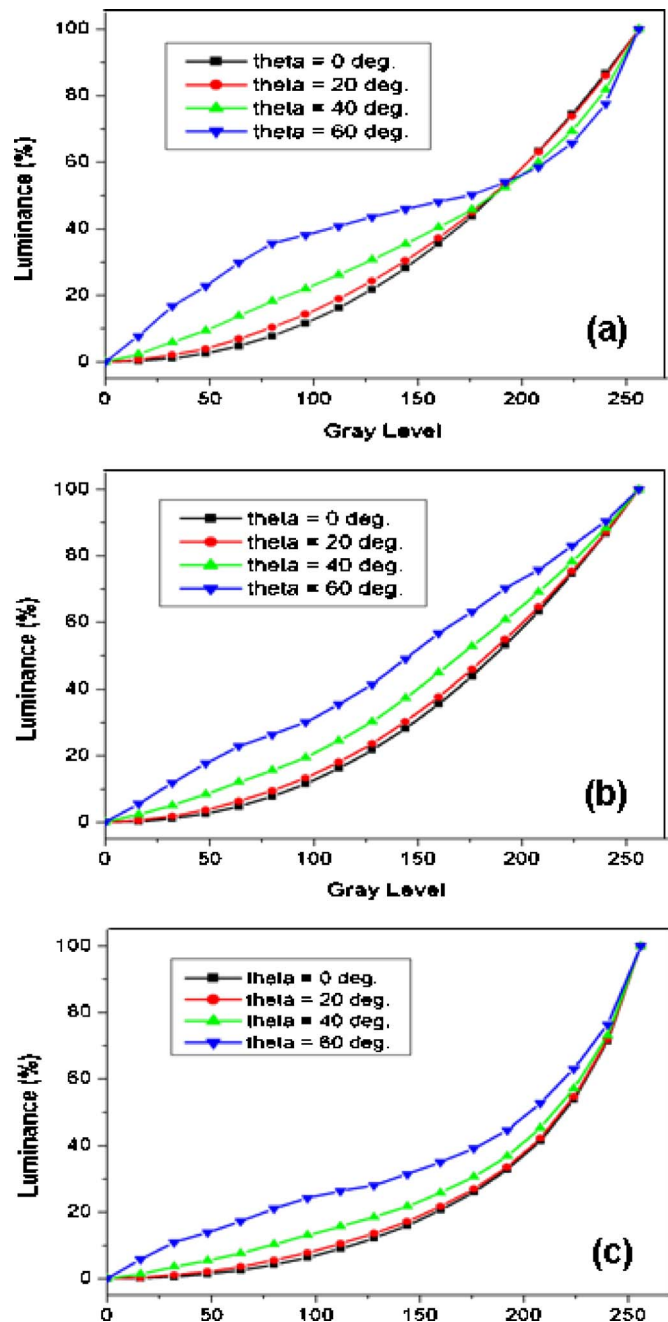 100
80
60
40
20
0
Luminance (%)
theta = 0 deg.
theta = 20 deg.
theta = 40 deg.
theta = 60 deg.
(a)
0 50 100 150 200 250
Gray Level
100
80
60
40
20
0
Luminance (%)
theta = 0 deg.
theta = 20 deg.
theta = 40 deg.
theta = 60 deg.
(b)
0 50 100 150 200 250
Gray Level
100
80
60
40
20
0
Luminance (%)
theta = 0 deg.
theta = 20 deg.
theta = 40 deg.
theta = 60 deg.
(c)
0 50 100 150 200 250